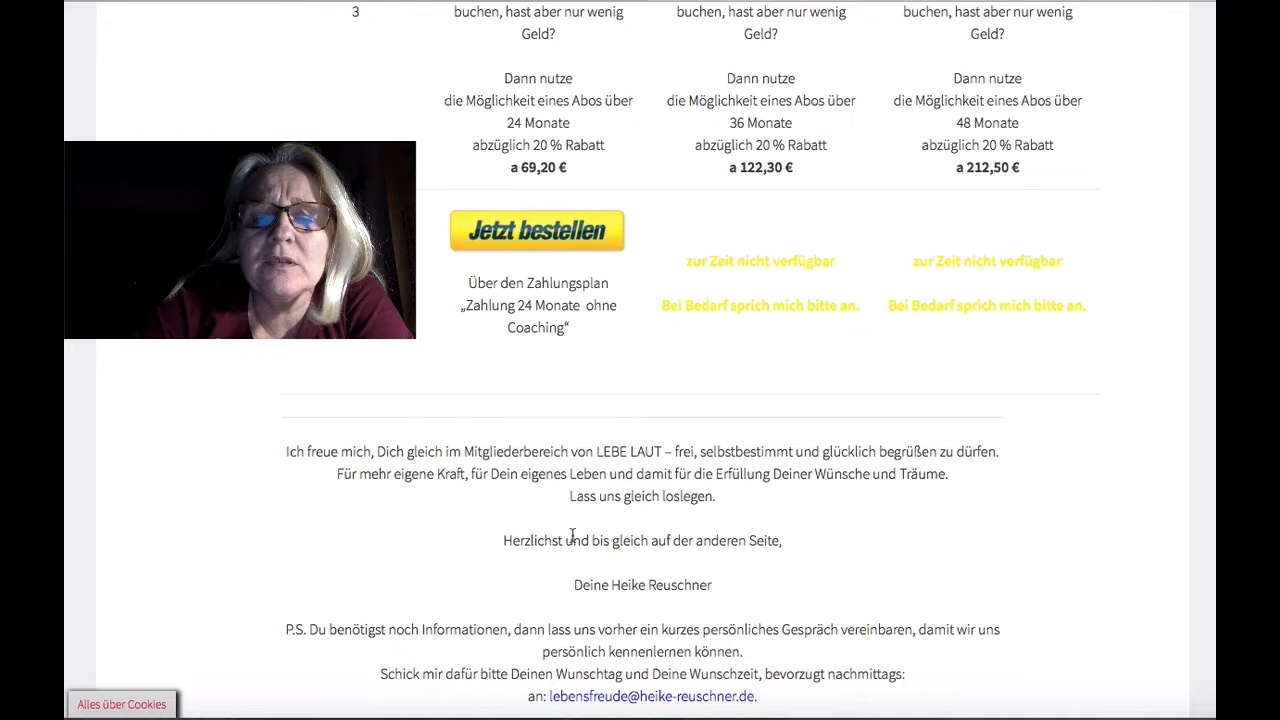 3
buchen, hast aber nur wenig
Geld?
Dann nutze
die Möglichkeit eines Abos über
24 Monate
abzüglich 20 % Rabatt
a 69,20 €
Jetzt bestellen
Über den Zahlungsplan
„Zahlung 24 Monate ohne
Coaching“
buchen, hast aber nur wenig
Geld?
Dann nutze
die Möglichkeit eines Abos über
36 Monate
abzüglich 20 % Rabatt
a 122,30 €
zur Zeit nicht verfügbar
Bei Bedarf sprich mich bitte an.
buchen, hast aber nur wenig
Geld?
Dann nutze
die Möglichkeit eines Abos über
48 Monate
abzüglich 20 % Rabatt
a 212,50 €
zur Zeit nicht verfügbar
Bei Bedarf sprich mich bitte an.
Ich freue mich, Dich gleich im Mitgliederbereich von LEBE LAUT – frei, selbstbestimmt und glücklich begrüßen zu dürfen.
Für mehr eigene Kraft, für Dein eigenes Leben und damit für die Erfüllung Deiner Wünsche und Träume.
Lass uns gleich loslegen.
Herzlichst und bis gleich auf der anderen Seite,
Deine Heike Reuschner
P.S. Du benötigst noch Informationen, dann lass uns vorher ein kurzes persönliches Gespräch vereinbaren, damit wir uns
persönlich kennenlernen können.
Schick mir dafür bitte Deinen Wunschtag und Deine Wunschzeit, bevorzugt nachmittags:
an: lebensfreude@heike-reuschner.de.
Alles über Cookies